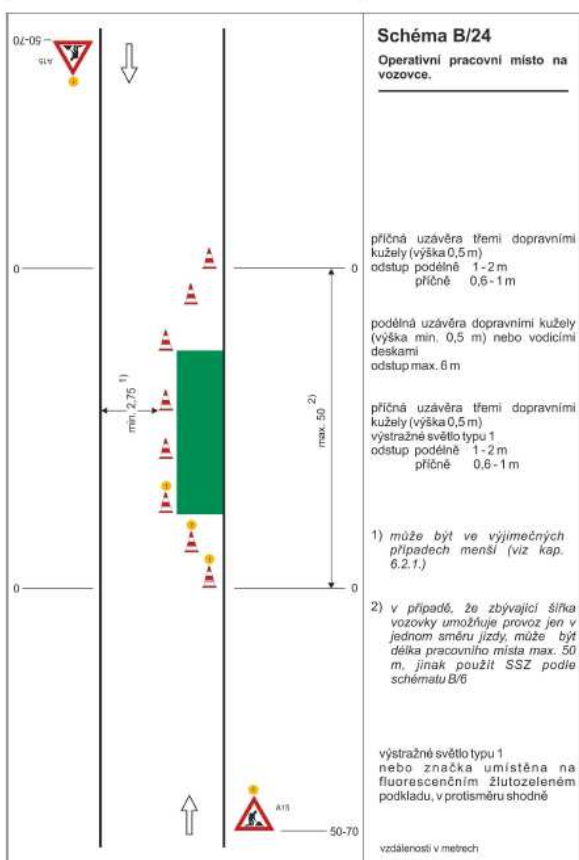 50-70
A15
Schéma B/24
Operativní pracovní místo na
vozovce.
0
0
příčná uzávěra třemi dopravními
kužely (výška 0,5 m)
odstup podélně 1 - 2 m
příčně 0,6 - 1 m
podélná uzávěra dopravními kužely
(výška min. 0,5 m) nebo vodicími
deskami
odstup max. 6 m
min. 2,75 1)
max. 50 2)
příčná uzávěra třemi dopravními
kužely (výška 0,5 m)
výstražné světlo typu 1
odstup podélně 1 - 2 m
příčně 0,6 - 1 m
1) může být ve výjimečných
případech menší (viz kap.
6.2.1.)
0
0
2) v případě, že zbývající šířka
vozovky umožňuje provoz jen v
jednom směru jízdy, může být
délka pracovního místa max. 50
m, jinak použít SSZ podle
schématu B/6
výstražné světlo typu 1
nebo značka umístěna na
fluorescenčním žlutozeleném
podkladu, v protisměru shodně
A15
50-70
vzdálenosti v metrech